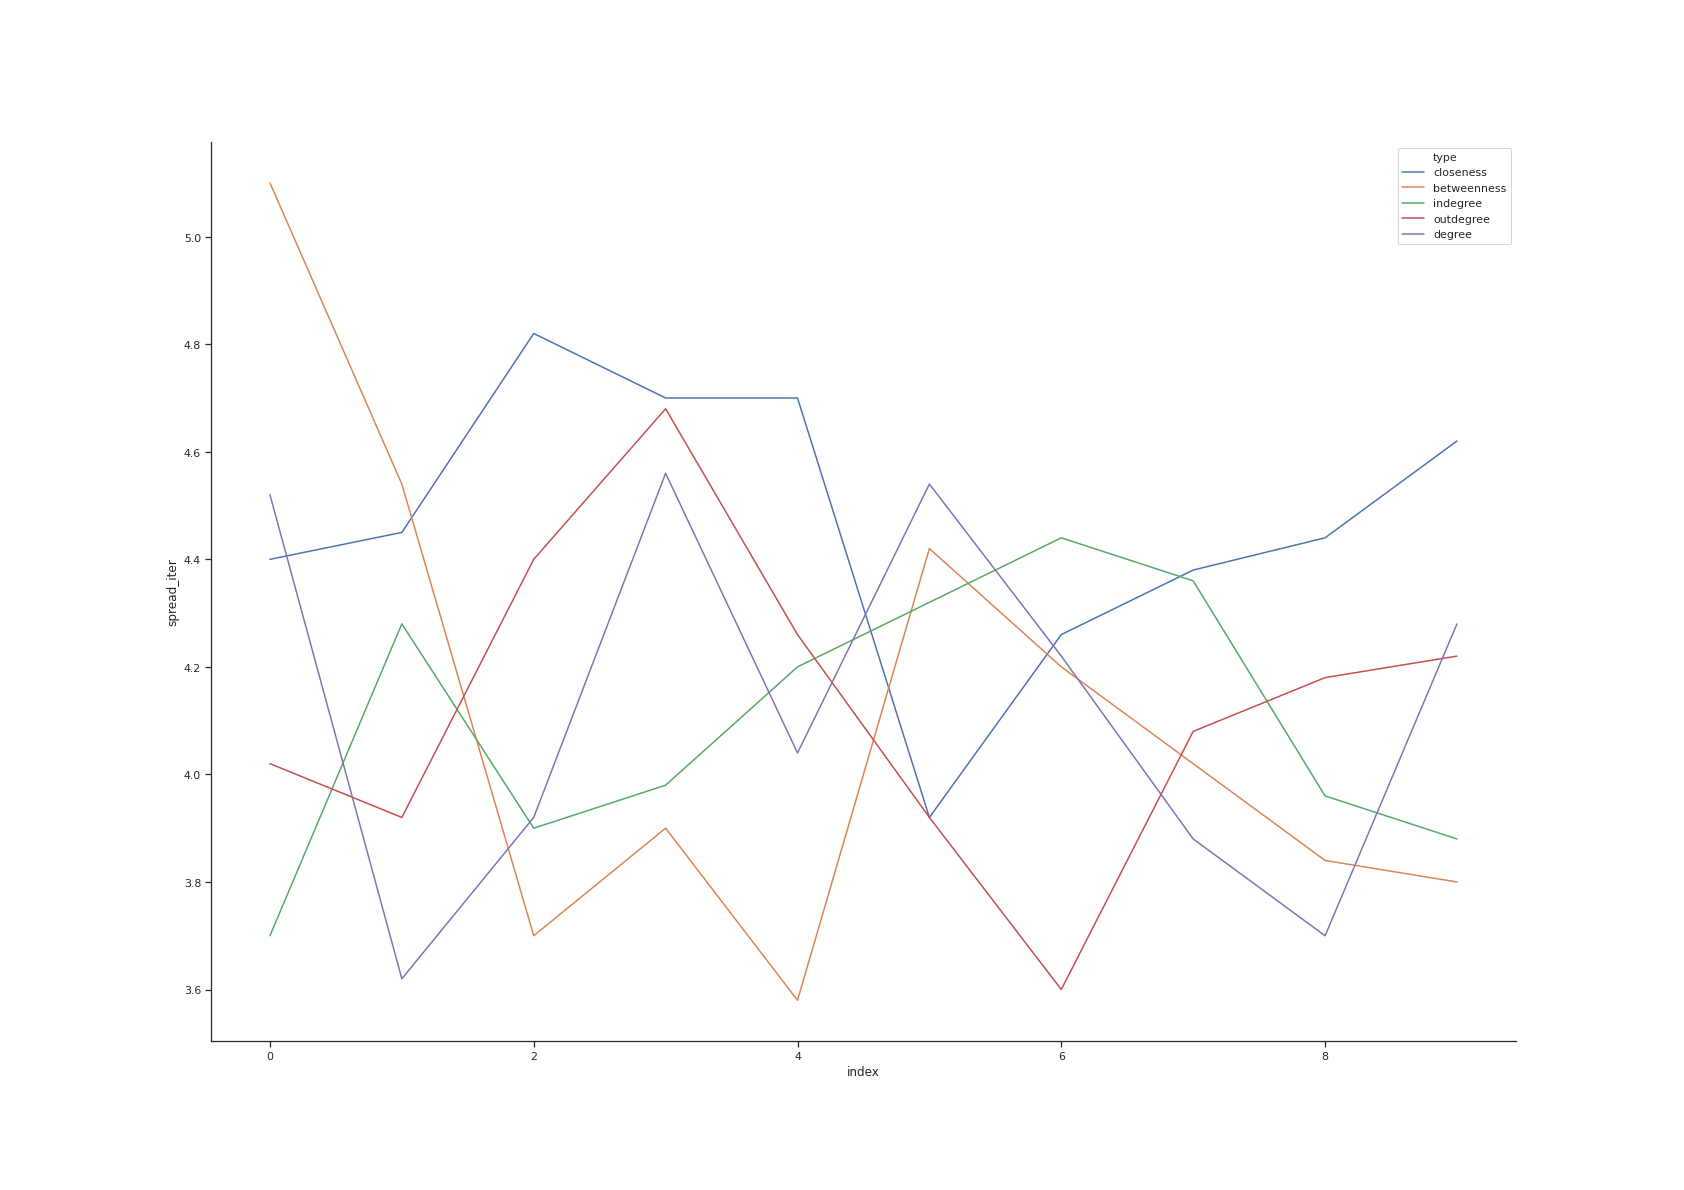 type
closeness
betweenness
indegree
outdegree
degree
5.0
4.8
4.6
4.4
4.2
4.0
3.8
3.6
spread_iter
0 2 4 6 8
index